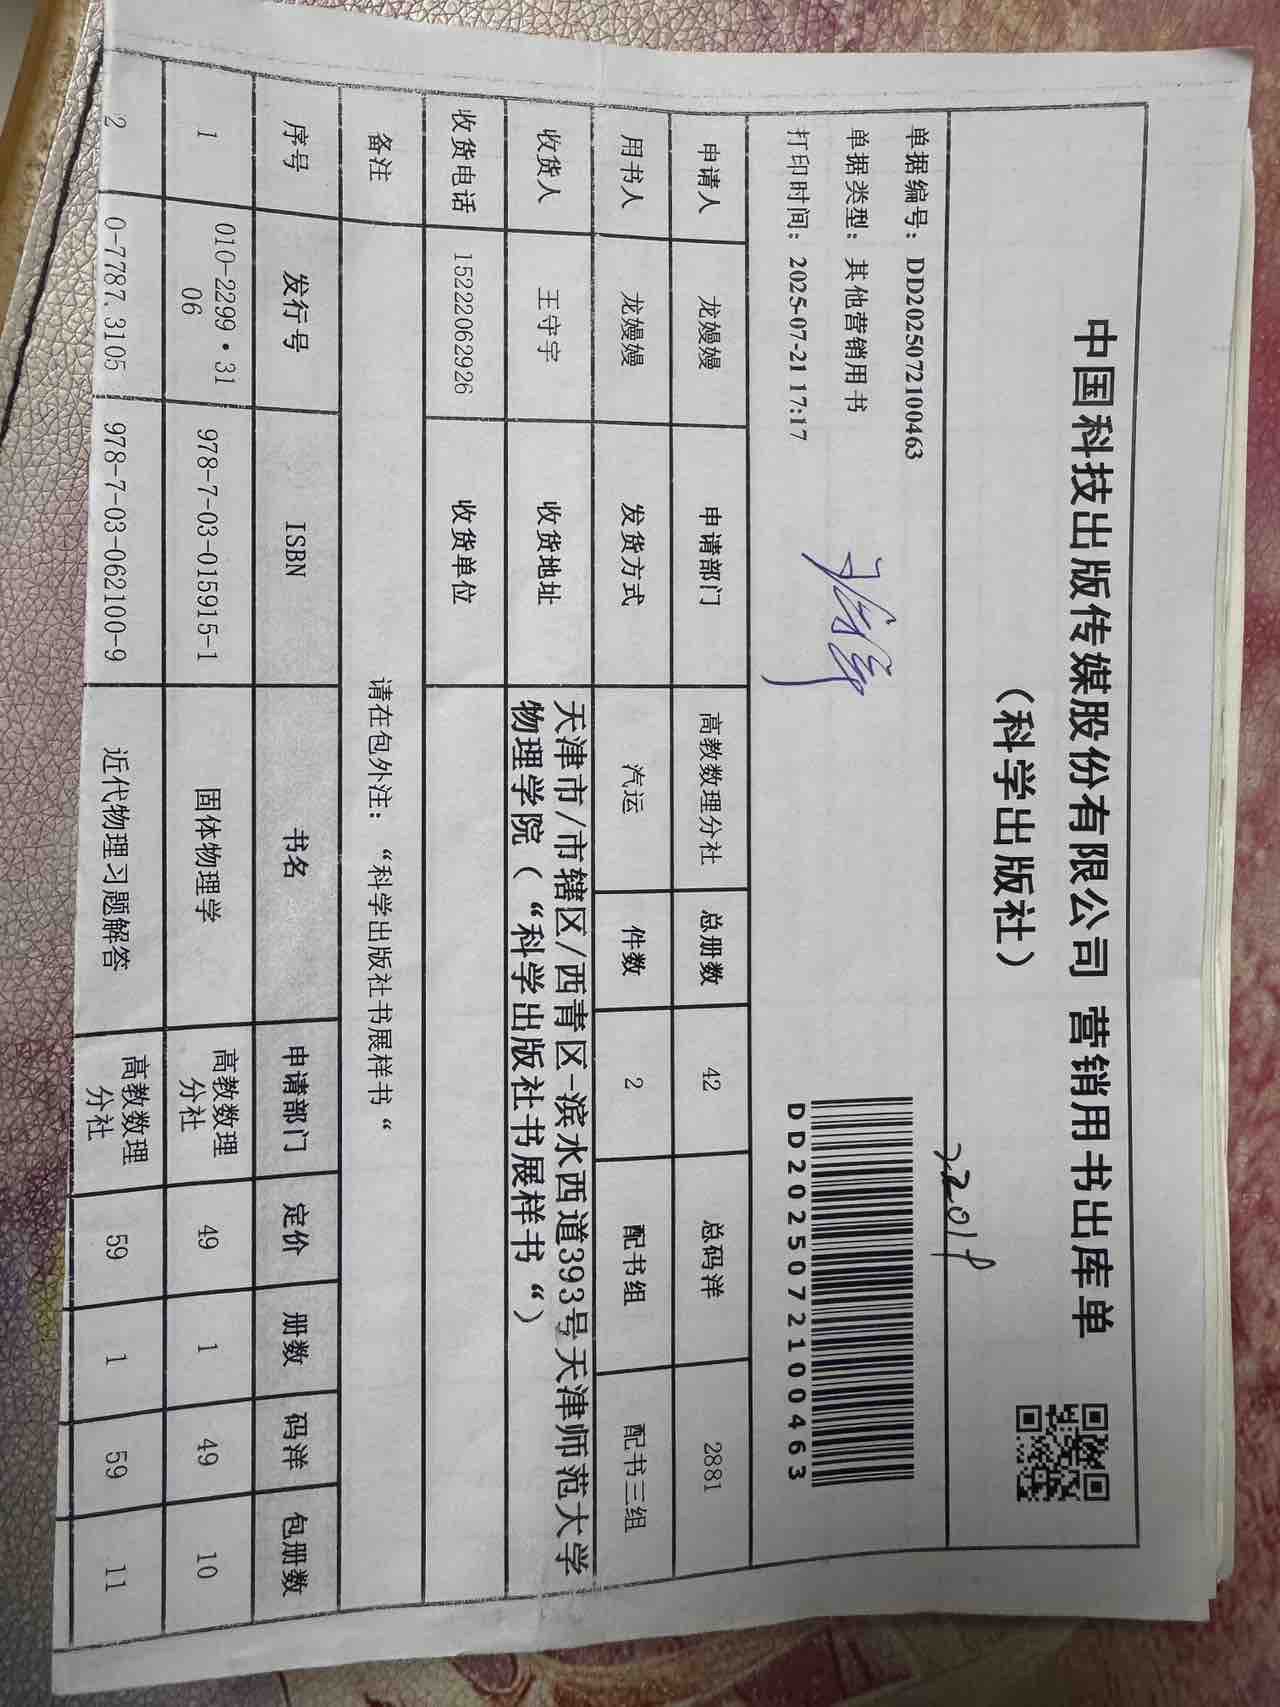 中国科技出版传媒股份有限公司 营销用书出库单
（科学出版社）
单据编号：DD2025072100463
单据类型：其他营销用书
打印时间：2025-07-21 17:17
DD2025072100463
申请人 龙嫚嫚 申请部门 高教数理分社 总册数 42 总码洋 2881
用书人 龙嫚嫚 发货方式 汽运 件数 2 配书组 配书三组
收货人 王守宇 收货地址 天津市/市辖区/西青区-滨水西道393号天津师范大学
物理学院（“科学出版社书展样书“）
收货电话 15222062926 收货单位
备注 请在包外注：“科学出版社书展样书“
序号 发行号 ISBN 书名 申请部门 定价 册数 码洋 包册数
1 010-2299·31 978-7-03-015915-1 固体物理学 高教数理 49 1 49 10
06 分社
2 0-7787.3105 978-7-03-062100-9 近代物理习题解答 高教数理 59 1 59 11
分社